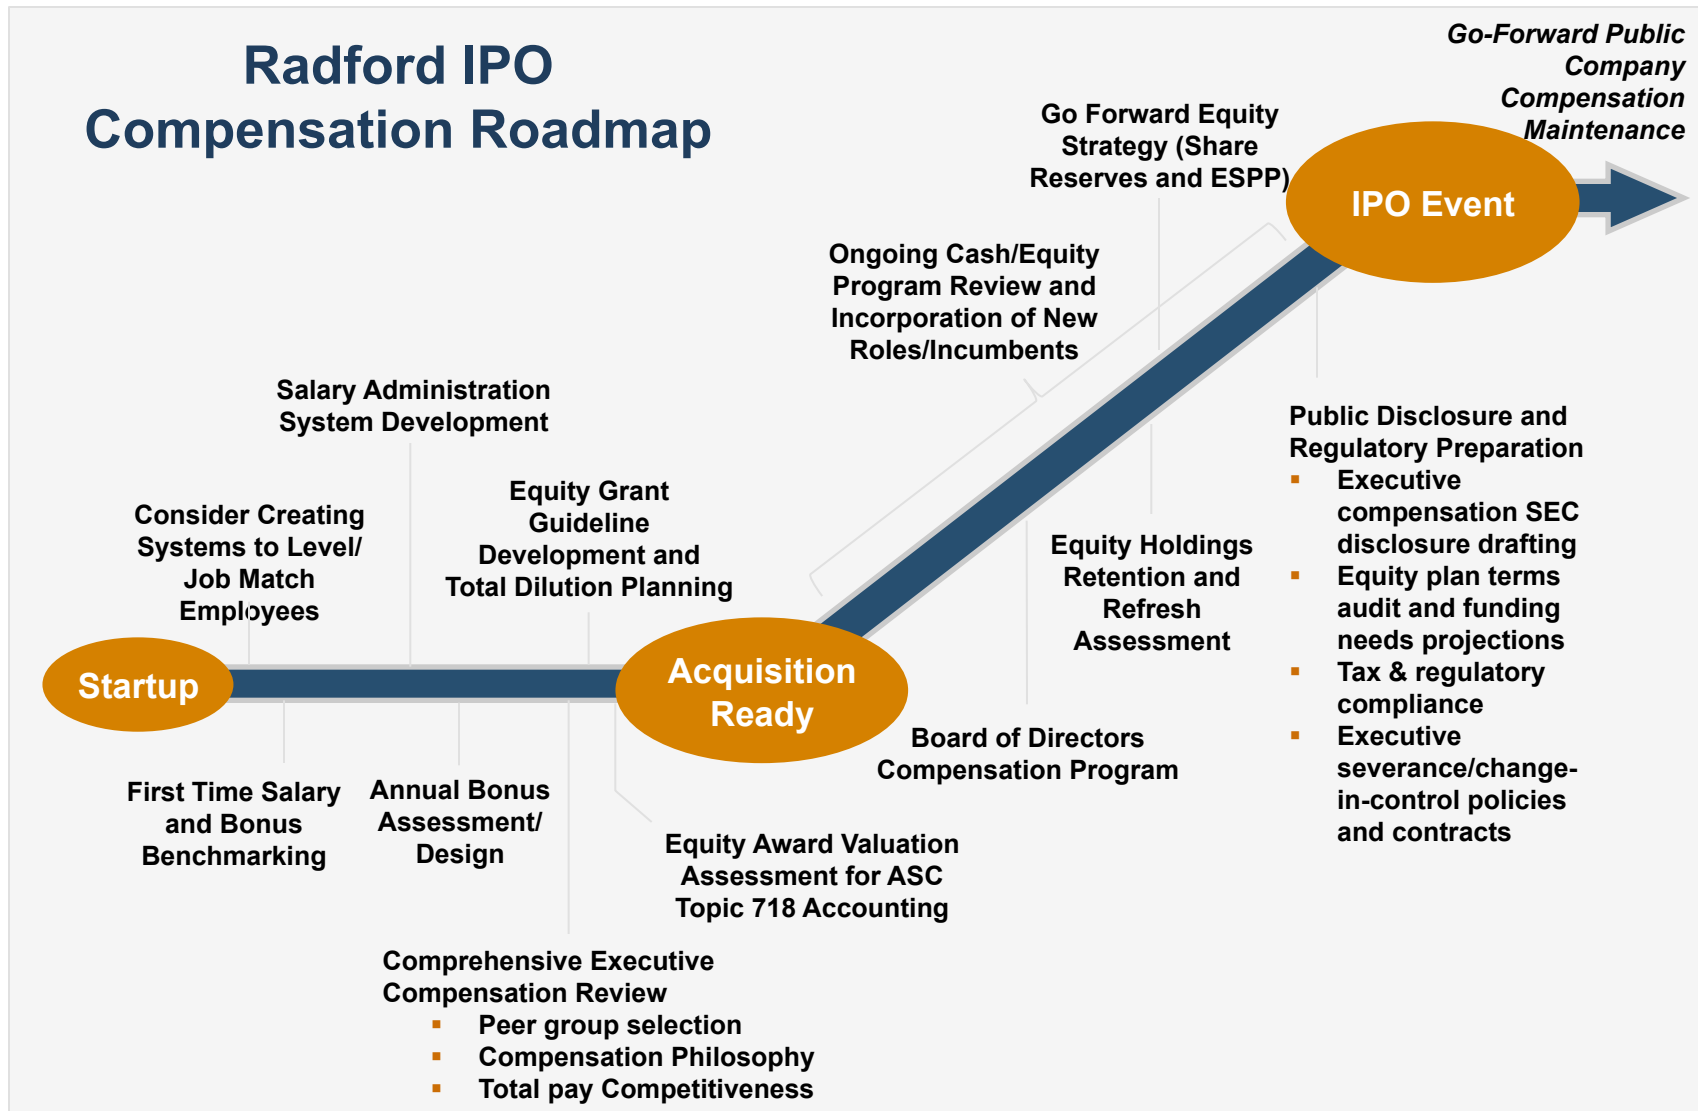 Radford IPO
Compensation Roadmap
Go-Forward Public
Company
Compensation
Maintenance
Go Forward Equity
Strategy (Share
Reserves and ESPP)
IPO Event
Ongoing Cash/Equity
Program Review and
Incorporation of New
Roles/Incumbents
Salary Administration
System Development
Equity Grant
Guideline
Development and
Total Dilution Planning
Consider Creating
Systems to Level/
Job Match
Employees
Startup
Acquisition
Ready
First Time Salary
and Bonus
Benchmarking
Annual Bonus
Assessment/
Design
Comprehensive Executive
Compensation Review
▪ Peer group selection
▪ Compensation Philosophy
▪ Total pay Competitiveness
Equity Award Valuation
Assessment for ASC
Topic 718 Accounting
Board of Directors
Compensation Program
Equity Holdings
Retention and
Refresh
Assessment
Public Disclosure and
Regulatory Preparation
▪ Executive
compensation SEC
disclosure drafting
▪ Equity plan terms
audit and funding
needs projections
▪ Tax & regulatory
compliance
▪ Executive
severance/change-
in-control policies
and contracts